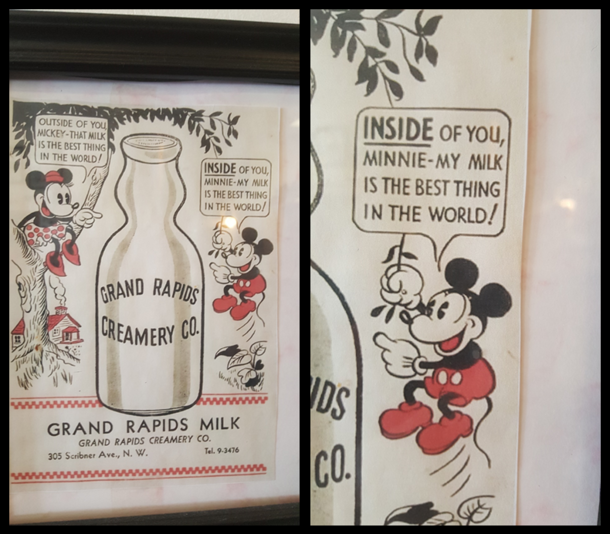 OUTSIDE OF YOU,
MICKEY-THAT MILK
IS THE BEST THING
IN THE WORLD!
INSIDE OF YOU,
MINNIE-MY MILK
IS THE BEST THING
IN THE WORLD!
GRAND RAPIDS
CREAMERY CO.
GRAND RAPIDS MILK
GRAND RAPIDS CREAMERY CO.
305 Scribner Ave., N. W. Tel. 9-3476
INSIDE OF YOU,
MINNIE-MY MILK
IS THE BEST THING
IN THE WORLD!
IDS
CO.